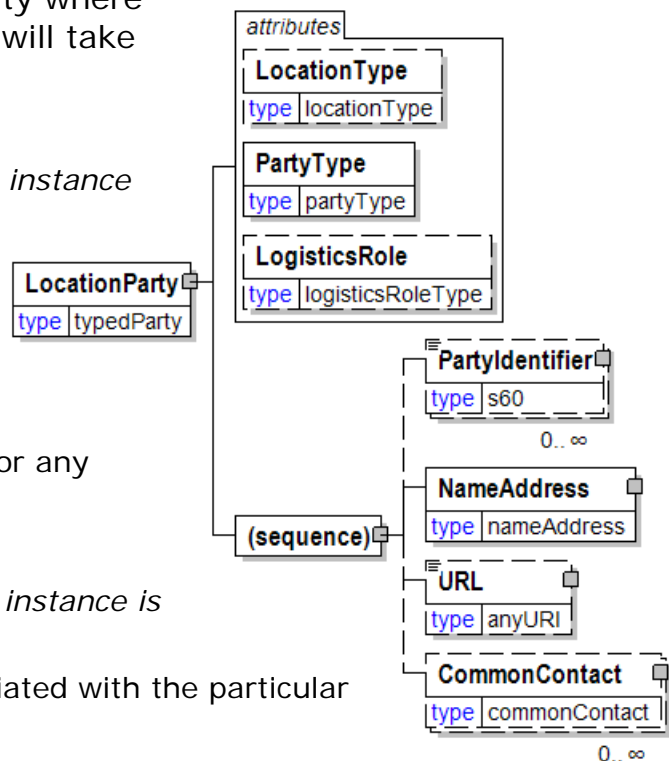 ty where
will take
instance
or any
instance is
iated with the particular
attributes
LocationType
type locationType
PartyType
type partyType
LogisticsRole
type logisticsRoleType
LocationParty
type typedParty
(sequence)
PartyIdentifier
type s60
0.. ∞
NameAddress
type nameAddress
URL
type anyURI
CommonContact
type commonContact
0.. ∞